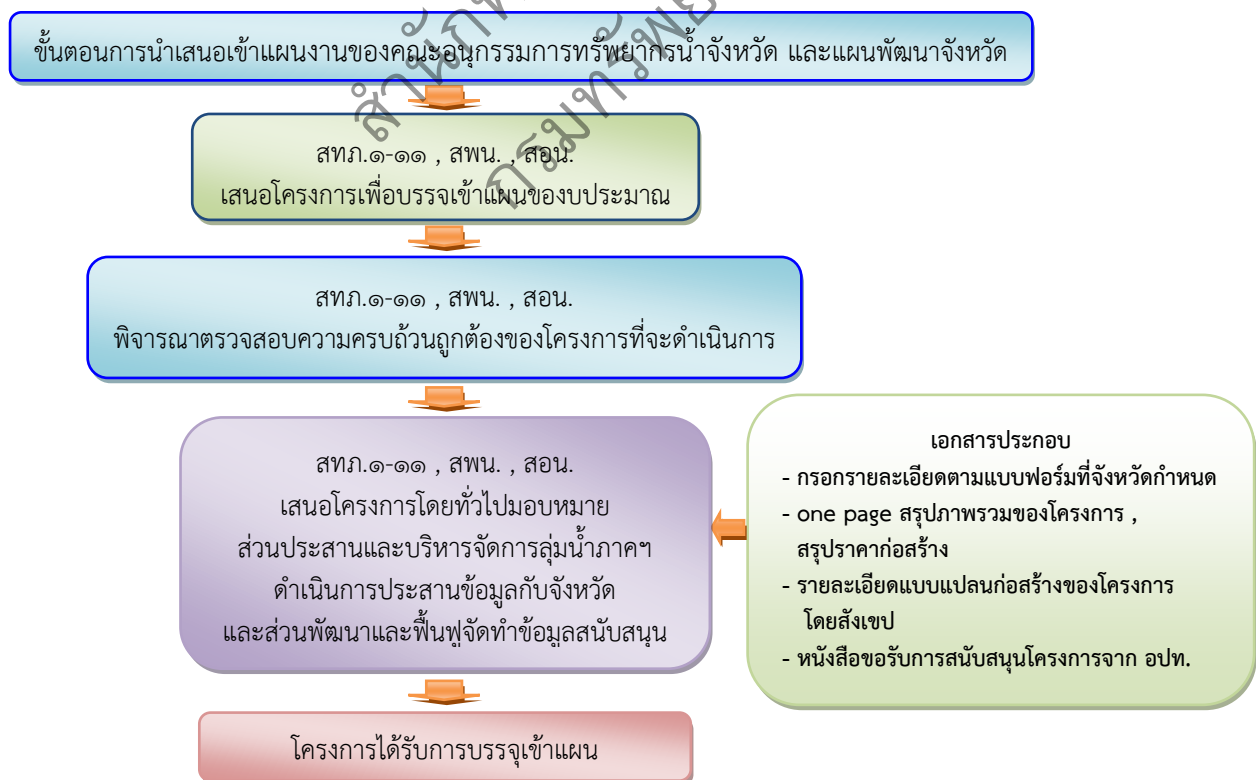 ขั้นตอนการนำเสนอเข้าแผนงานของคณะอนุกรรมการทรัพยากรน้ำจังหวัด และแผนพัฒนาจังหวัด
สทภ.๑-๑๑ , สพน. , สอน.
เสนอโครงการเพื่อบรรจเข้าแผนของบประมาณ
สทภ.๑-๑๑ , สพน. , สอน.
พิจารณาตรวจสอบความครบถ้วนถูกต้องของโครงการที่จะดำเนินการ
สทภ.๑-๑๑ , สพน. , สอน.
เสนอโครงการโดยทั่วไปมอบหมาย
ส่วนประสานและบริหารจัดการลุ่มน้ำภาคฯ
ดำเนินการประสานข้อมูลกับจังหวัด
และส่วนพัฒนาและฟื้นฟูจัดทำข้อมูลสนับสนุน
เอกสารประกอบ
- กรอกรายละเอียดตามแบบฟอร์มที่จังหวัดกำหนด
- one page สรุปภาพรวมของโครงการ ,
สรุปราคาก่อสร้าง
- รายละเอียดแบบแปลนก่อสร้างของโครงการ
โดยสังเขป
- หนังสือขอรับการสนับสนุนโครงการจาก อปท.
โครงการได้รับการบรรจุเข้าแผน